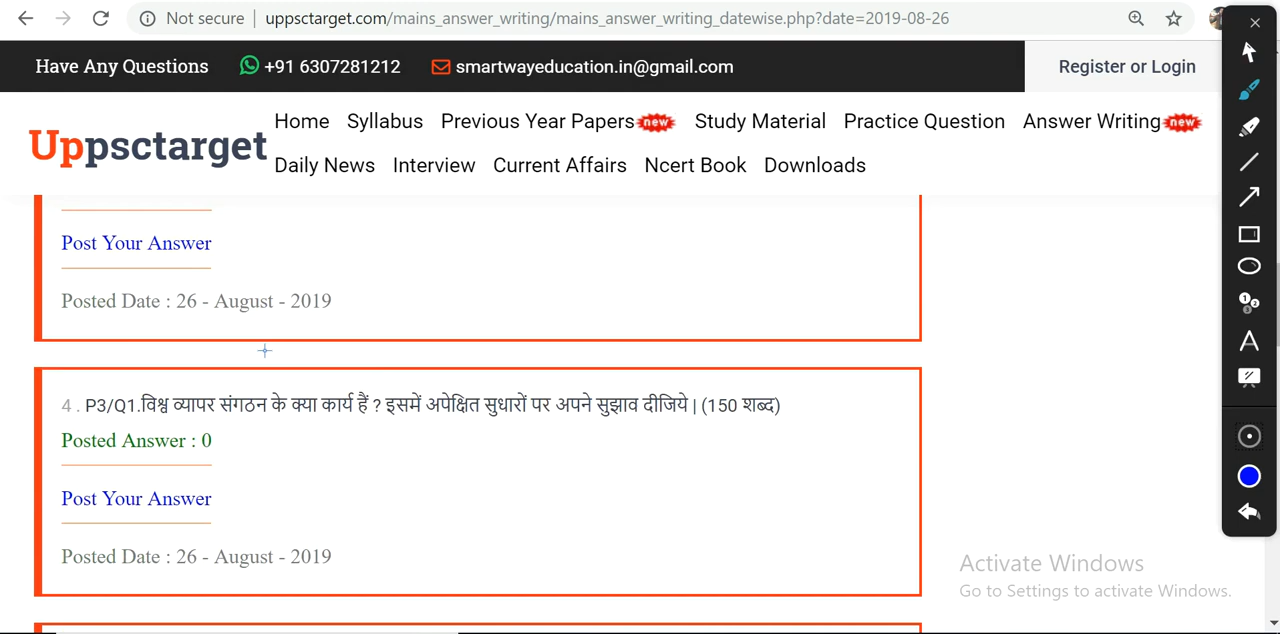 Not secure | uppsctarget.com/mains_answer_writing/mains_answer_writing_datewise.php?date=2019-08-26
Have Any Questions +91 6307281212 smartwayeducation.in@gmail.com Register or Login
Uppsctarget
Home Syllabus Previous Year Papers new Study Material Practice Question Answer Writing new
Daily News Interview Current Affairs Ncert Book Downloads
Post Your Answer
Posted Date : 26 - August - 2019
4 . P3/Q1.विश्व व्यापर संगठन के क्या कार्य हैं ? इसमें अपेक्षित सुधारों पर अपने सुझाव दीजिये | (150 शब्द)
Posted Answer : 0
Post Your Answer
Posted Date : 26 - August - 2019
1 2 3
A
Activate Windows
Go to Settings to activate Windows.